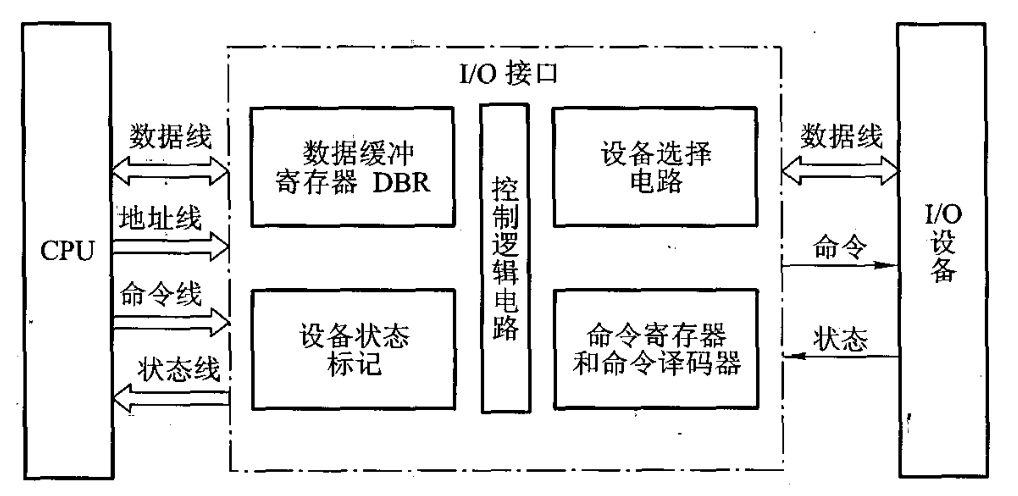 I/O 接口
CPU
数据线
地址线
命令线
状态线
数据缓冲
寄存器 DBR
设备状态
标记
控制逻辑电路
设备选择
电路
命令寄存器
和命令译码器
数据线
命令
状态
I/O
设备